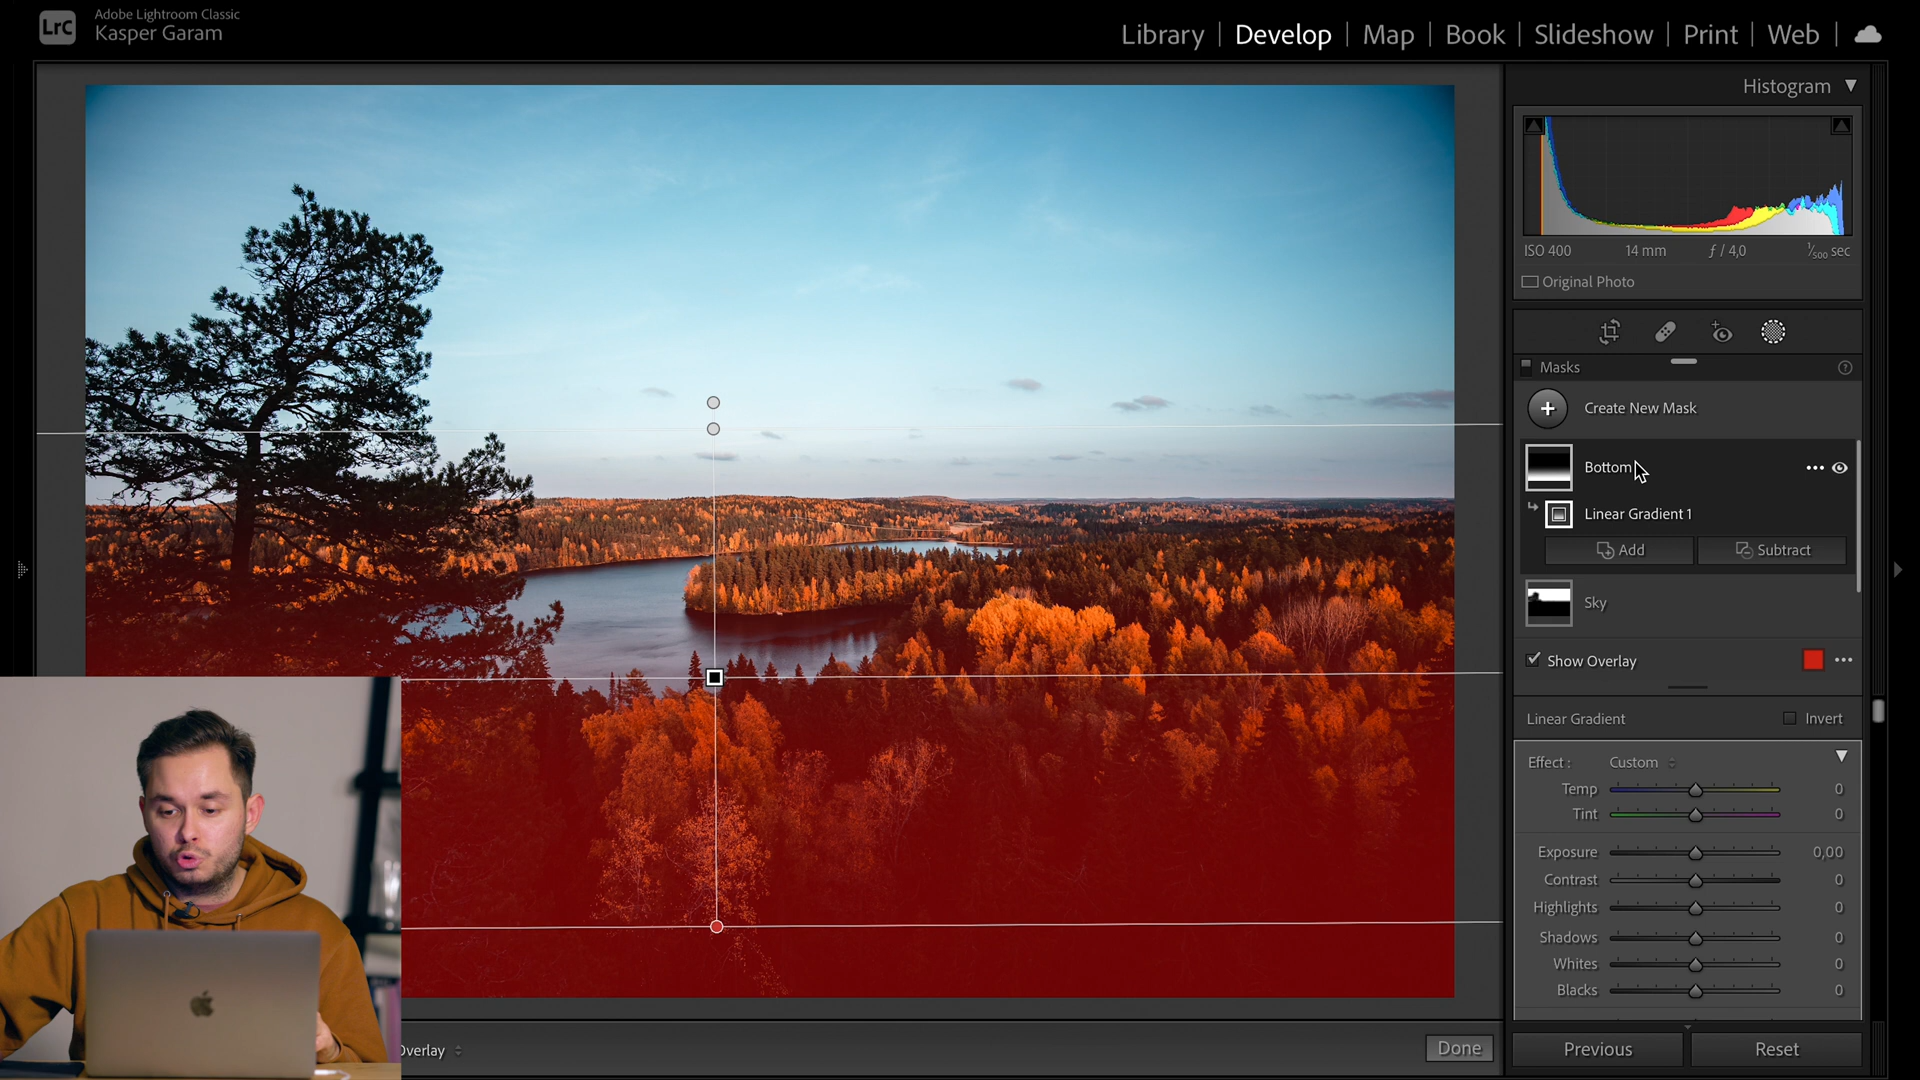 LrC
Adobe Lightroom Classic
Kasper Garam
Library | Develop | Map | Book | Slideshow | Print | Web
Histogram
ISO 400 14 mm ƒ / 4,0 1/500 sec
Original Photo
Masks
Create New Mask
Bottom
Linear Gradient 1
Add Subtract
Sky
Show Overlay
Linear Gradient Invert
Effect : Custom
Temp 0
Tint 0
Exposure 0,00
Contrast 0
Highlights 0
Shadows 0
Whites 0
Blacks 0
Overlay Done Previous Reset